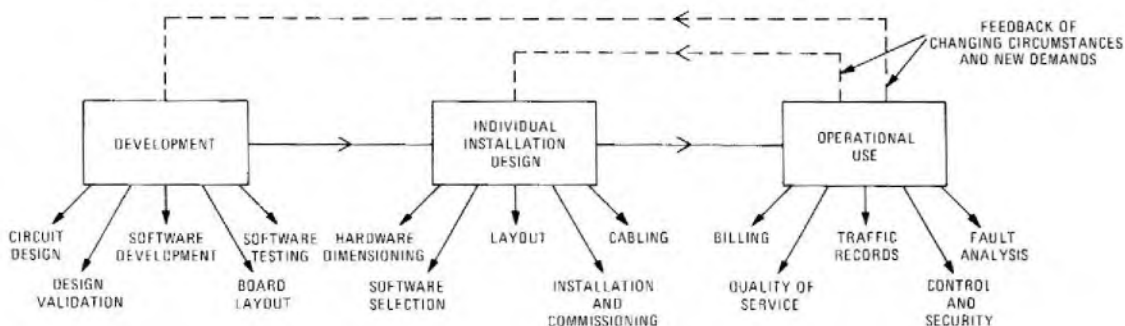 FEEDBACK OF
CHANGING CIRCUMSTANCES
AND NEW DEMANDS
DEVELOPMENT
INDIVIDUAL
INSTALLATION
DESIGN
OPERATIONAL
USE
CIRCUIT
DESIGN
DESIGN
VALIDATION
SOFTWARE
DEVELOPMENT
BOARD
LAYOUT
SOFTWARE
TESTING
HARDWARE
DIMENSIONING
SOFTWARE
SELECTION
LAYOUT
INSTALLATION
AND
COMMISSIONING
CABLING
BILLING
QUALITY OF
SERVICE
TRAFFIC
RECORDS
CONTROL
AND
SECURITY
FAULT
ANALYSIS